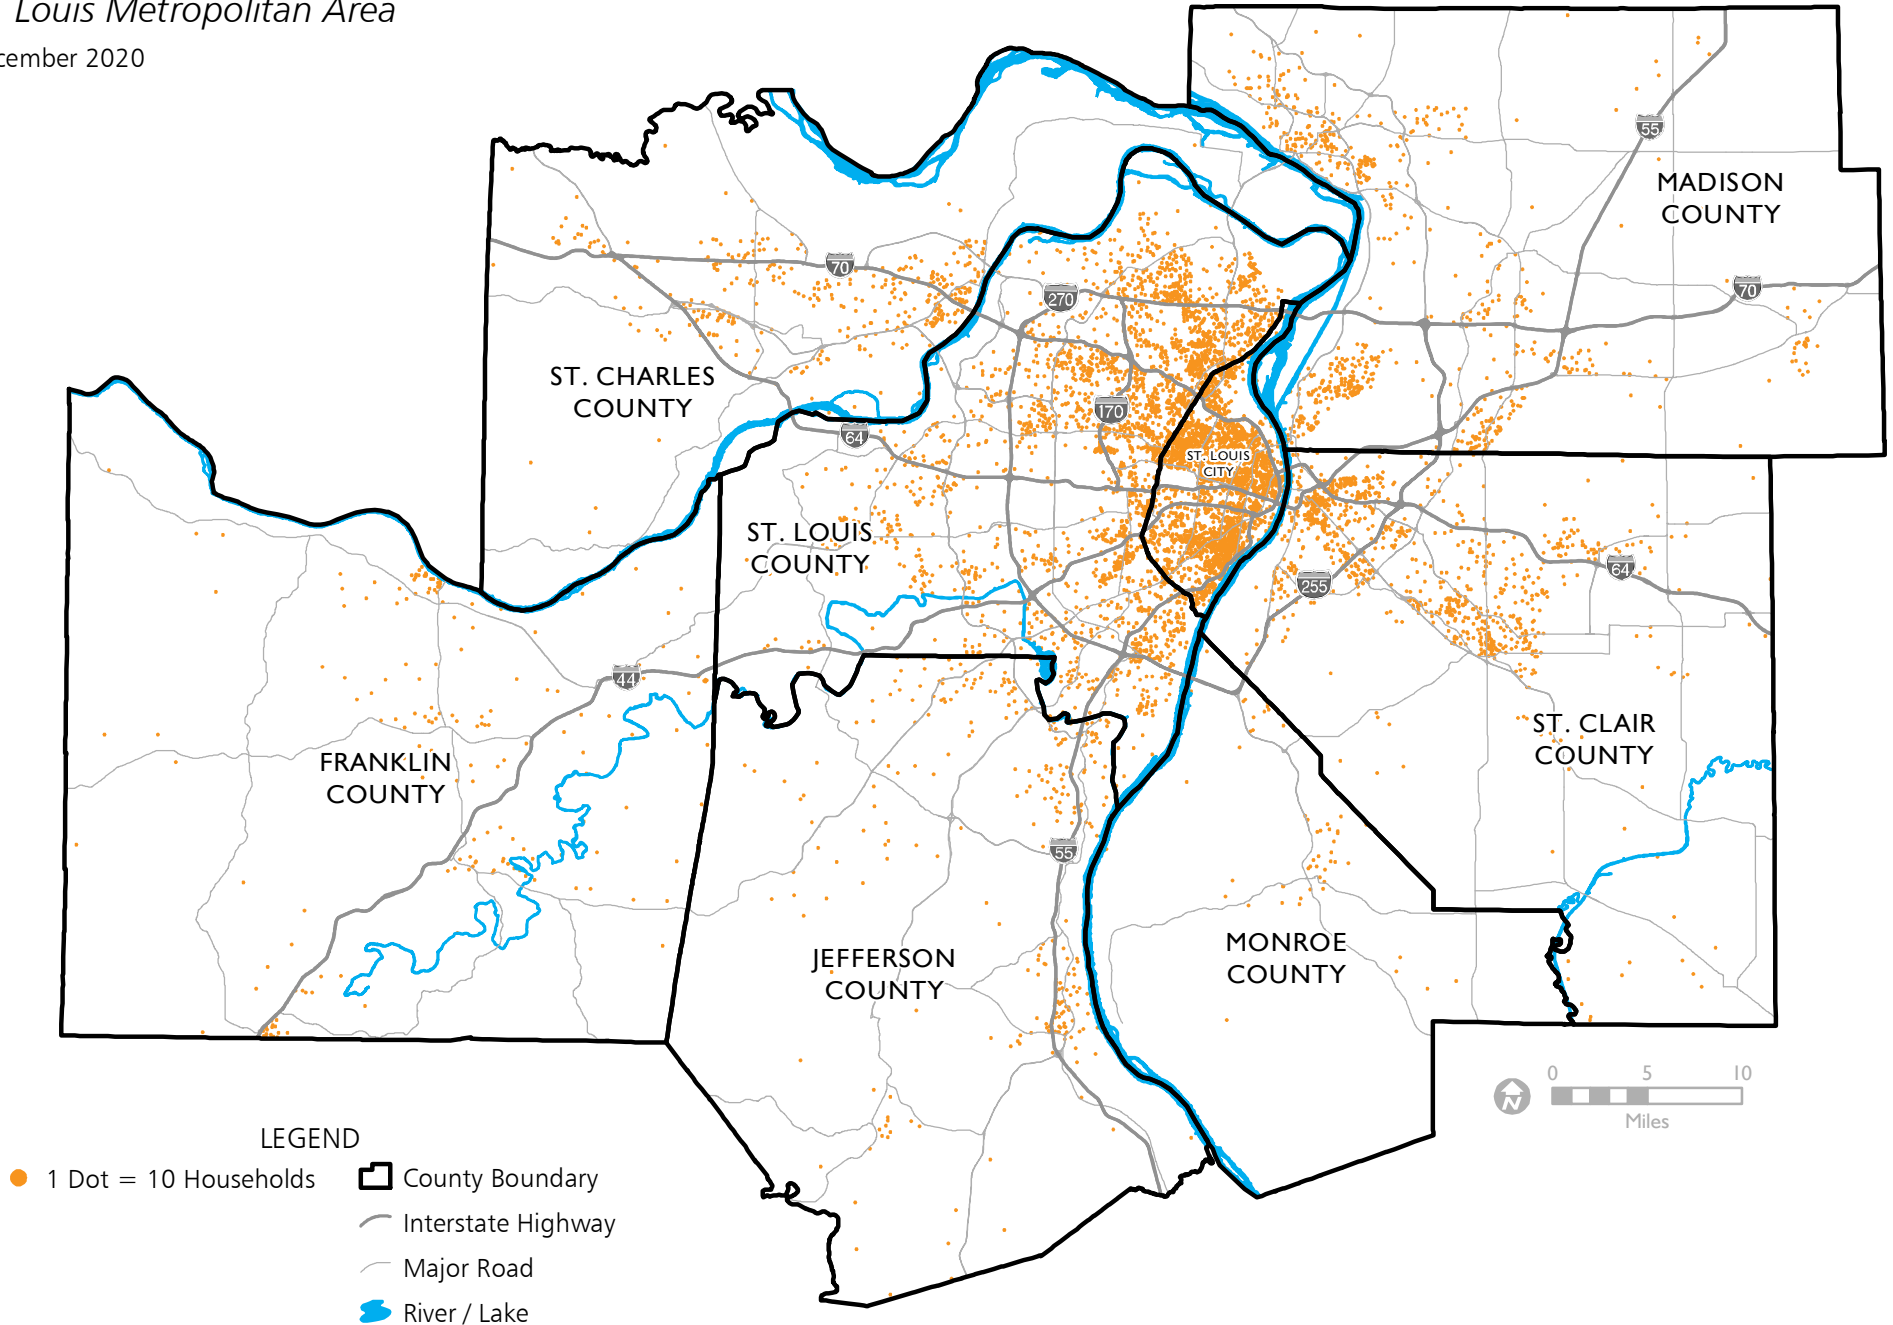 Louis Metropolitan Area
cember 2020
55
MADISON
COUNTY
70
70
270
ST. CHARLES
COUNTY
170
64
ST. LOUIS
CITY
ST. LOUIS
COUNTY
64
255
44
ST. CLAIR
COUNTY
FRANKLIN
COUNTY
55
JEFFERSON
COUNTY
MONROE
COUNTY
0 5 10
N
Miles
LEGEND
1 Dot = 10 Households
County Boundary
Interstate Highway
Major Road
River / Lake